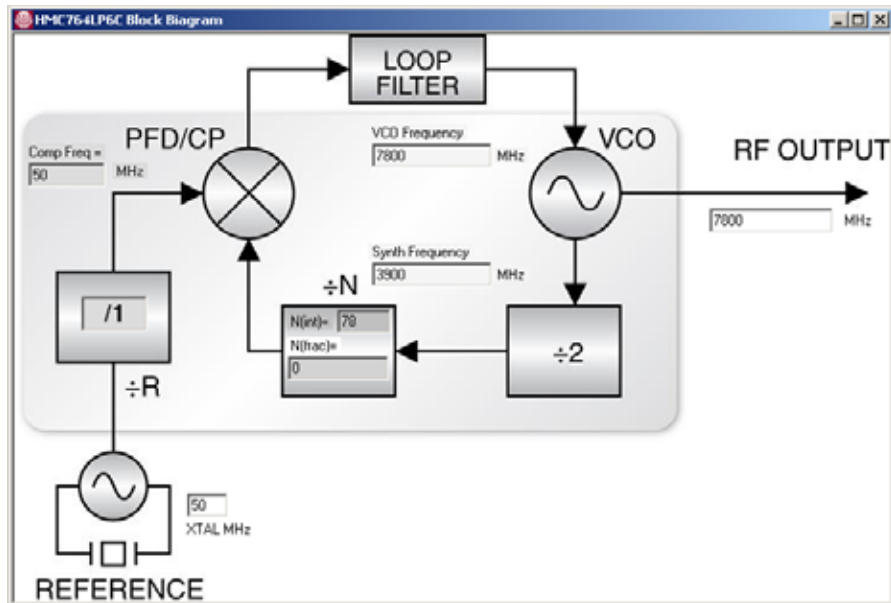 HMC764LP6C Block Biagram
LOOP
FILTER
PFD/CP
VCO Frequency
7800 MHz
VCO
Comp Freq =
50 MHz
RF OUTPUT
7800 MHz
Synth Frequency
3900 MHz
÷N
/1
N(int)= 78
N(frac)=
0
÷2
÷R
50
XTAL MHz
REFERENCE